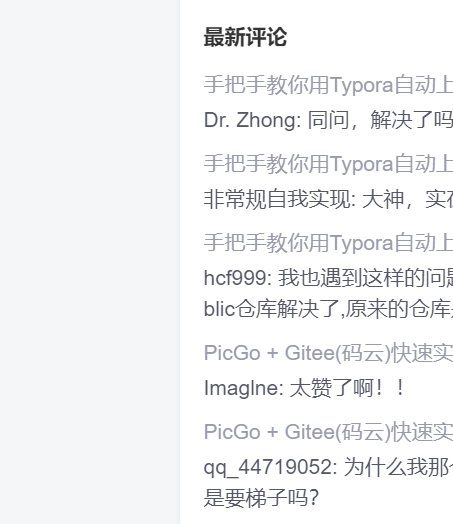 最新评论
手把手教你用Typora自动上
Dr. Zhong: 同问，解决了吗
手把手教你用Typora自动上
非常规自我实现: 大神，实在
手把手教你用Typora自动上
hcf999: 我也遇到这样的问题
blic仓库解决了,原来的仓库
PicGo + Gitee(码云)快速实
ImagIne: 太赞了啊！！
PicGo + Gitee(码云)快速实
qq_44719052: 为什么我那
是要梯子吗?